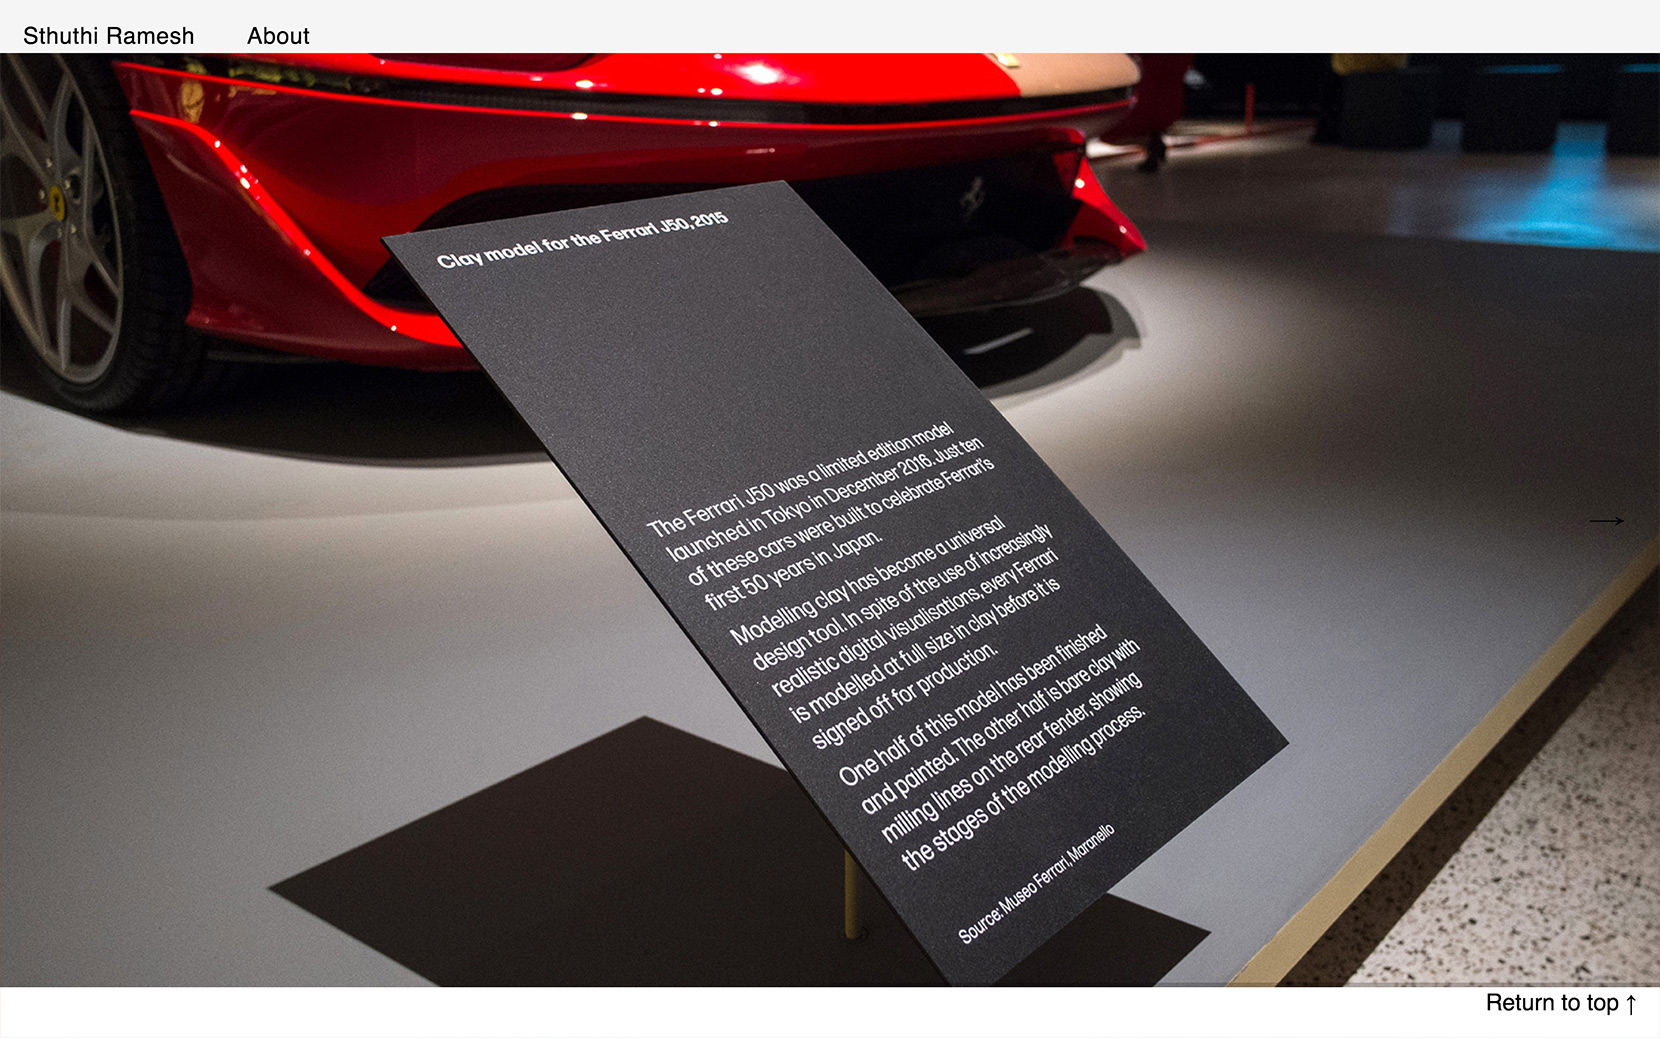 Sthuthi Ramesh
About
Clay model for the Ferrari J50, 2015
The Ferrari J50 was a limited edition model
launched in Tokyo in December 2016. Just ten
of these cars were built to celebrate Ferrari's
first 50 years in Japan.
Modelling clay has become a universal
design tool. In spite of the use of increasingly
realistic digital visualisations, every Ferrari
is modelled at full size in clay before it is
signed off for production.
One half of this model has been finished
and painted. The other half is bare clay with
milling lines on the rear fender, showing
the stages of the modelling process.
Source: Museo Ferrari, Maranello
→
Return to top ↑